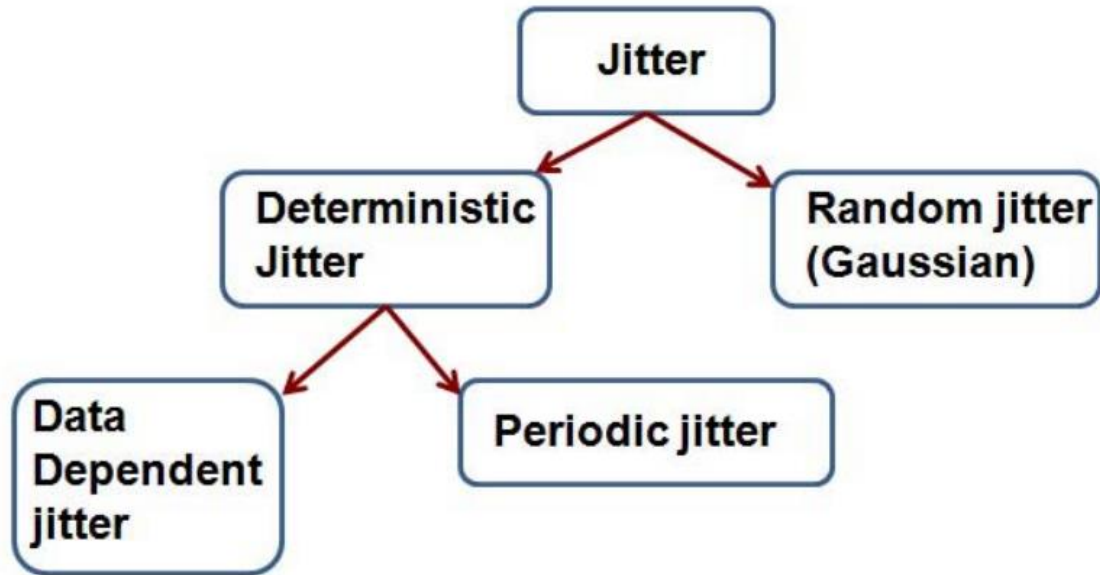 Jitter
Deterministic
Jitter
Random jitter
(Gaussian)
Data
Dependent
jitter
Periodic jitter